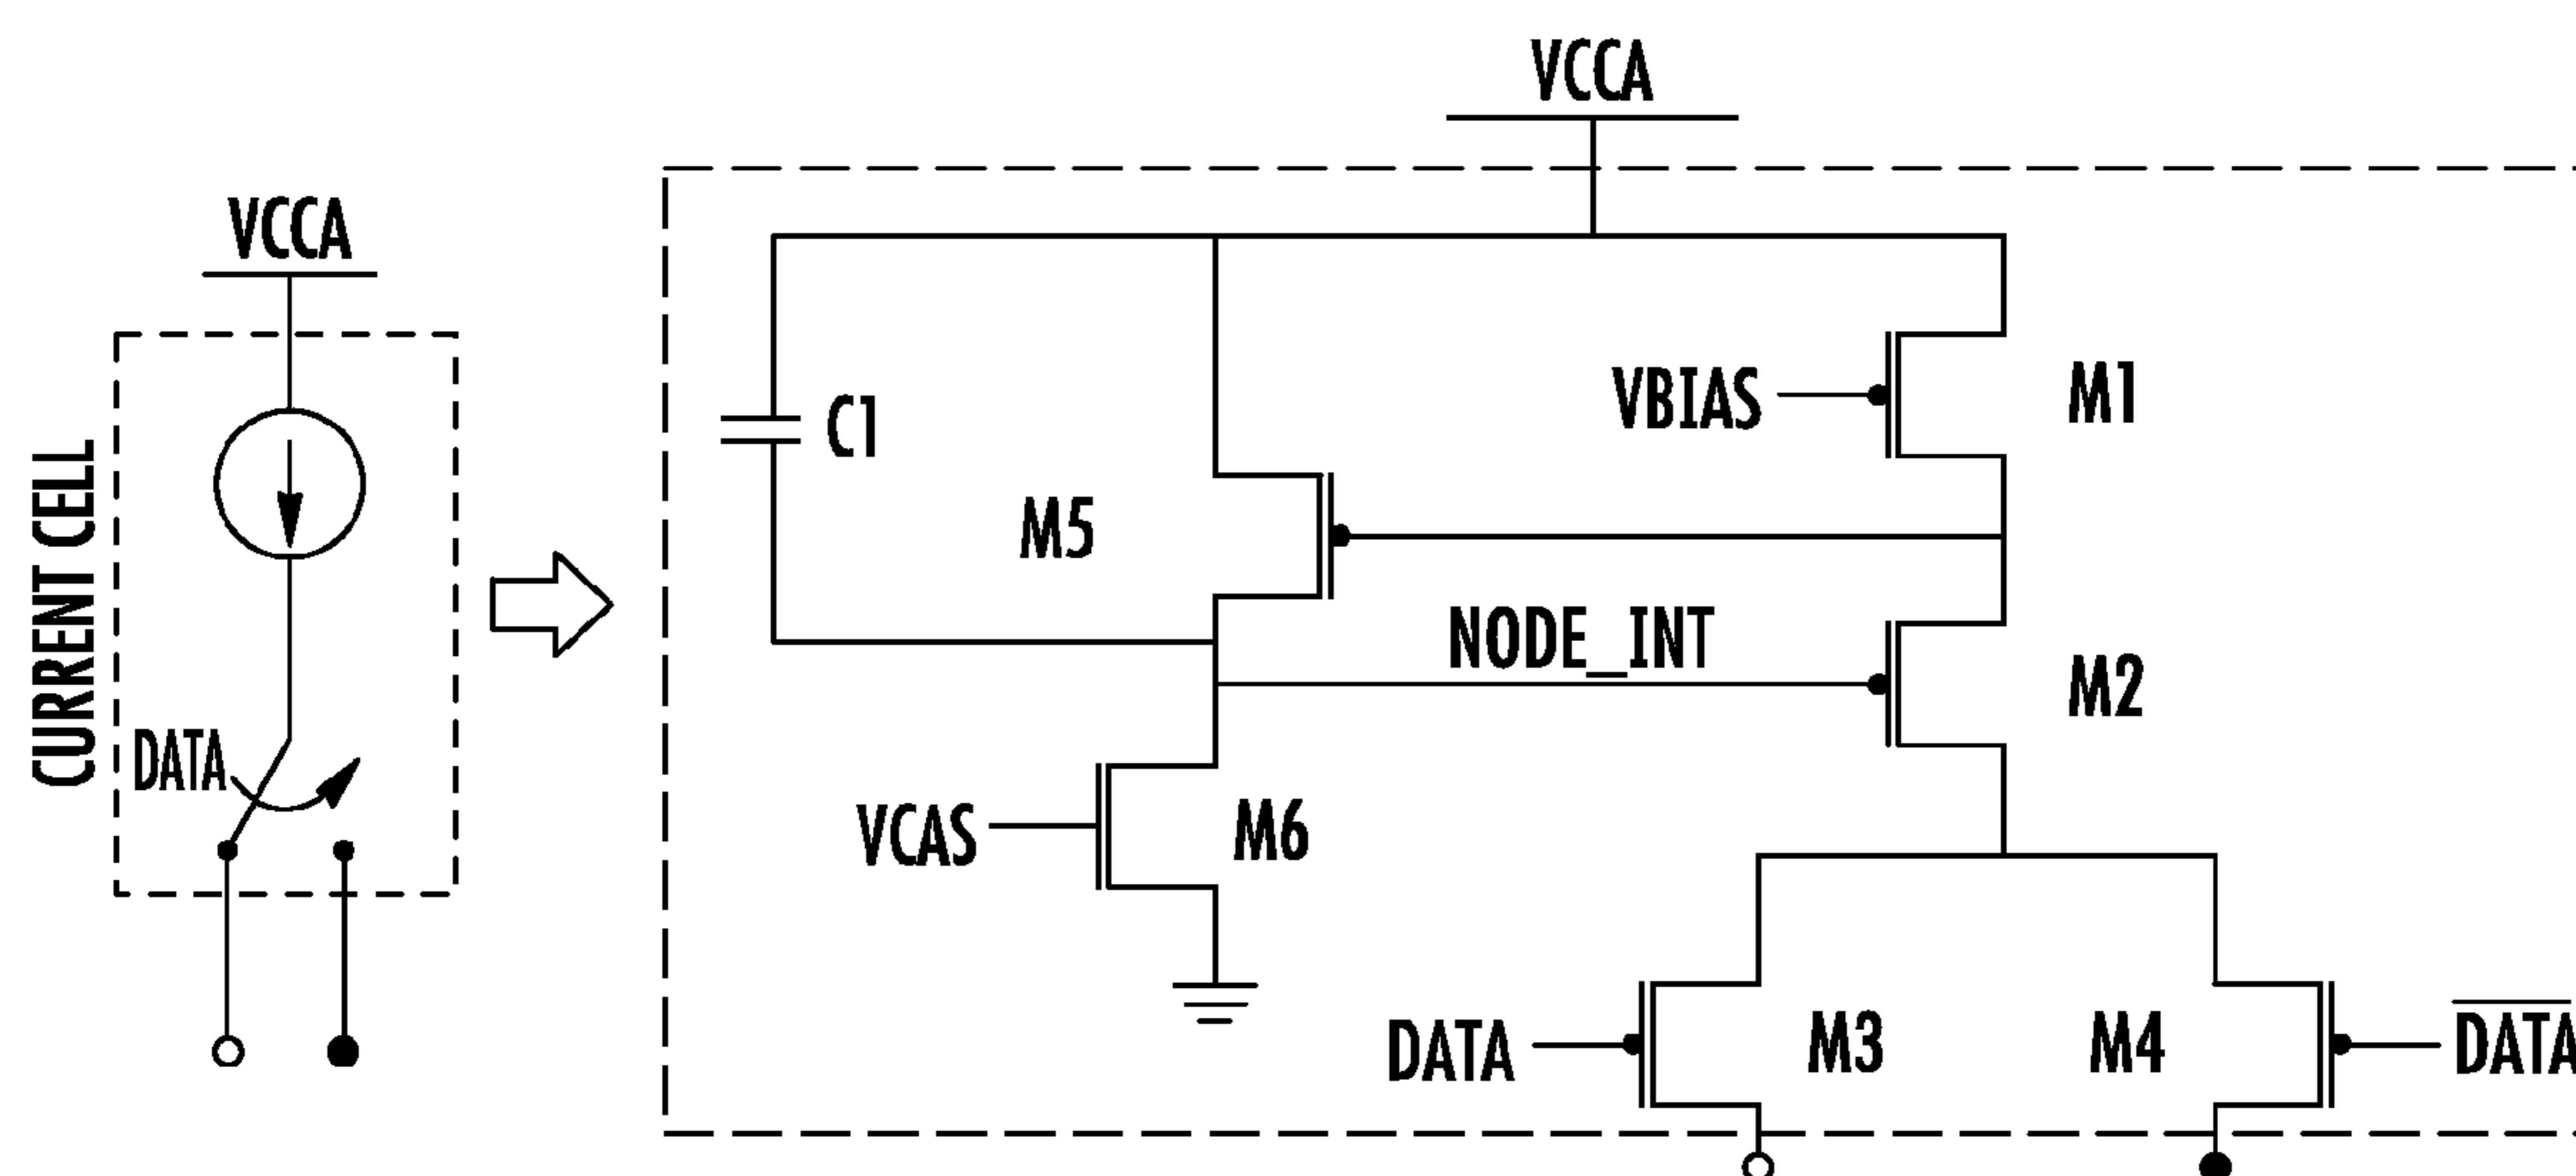 VCCA
VCCA
CURRENT CELL
DATA
C1
M5
VBIAS
M1
NODE_INT
M2
VCAS
M6
DATA
M3
M4
DATA